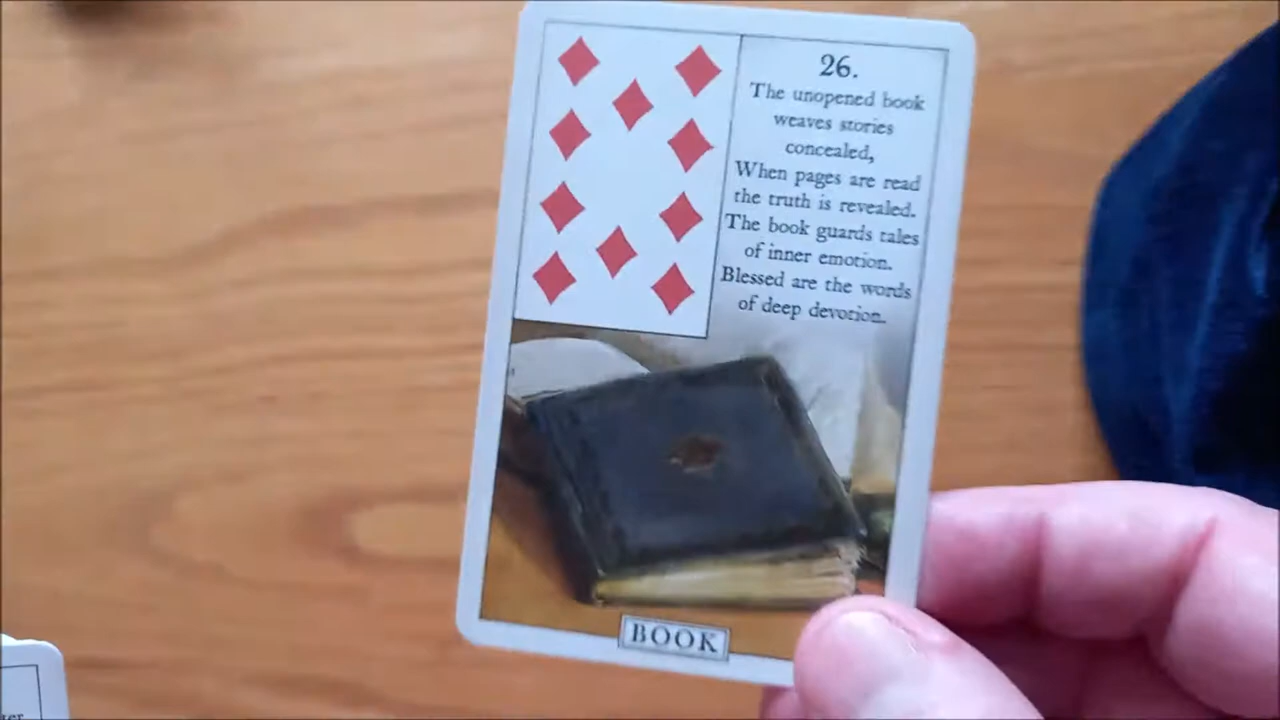 26.
The unopened book
weaves stories
concealed,
When pages are read
the truth is revealed.
The book guards tales
of inner emotion.
Blessed are the words
of deep devotion.
BOOK